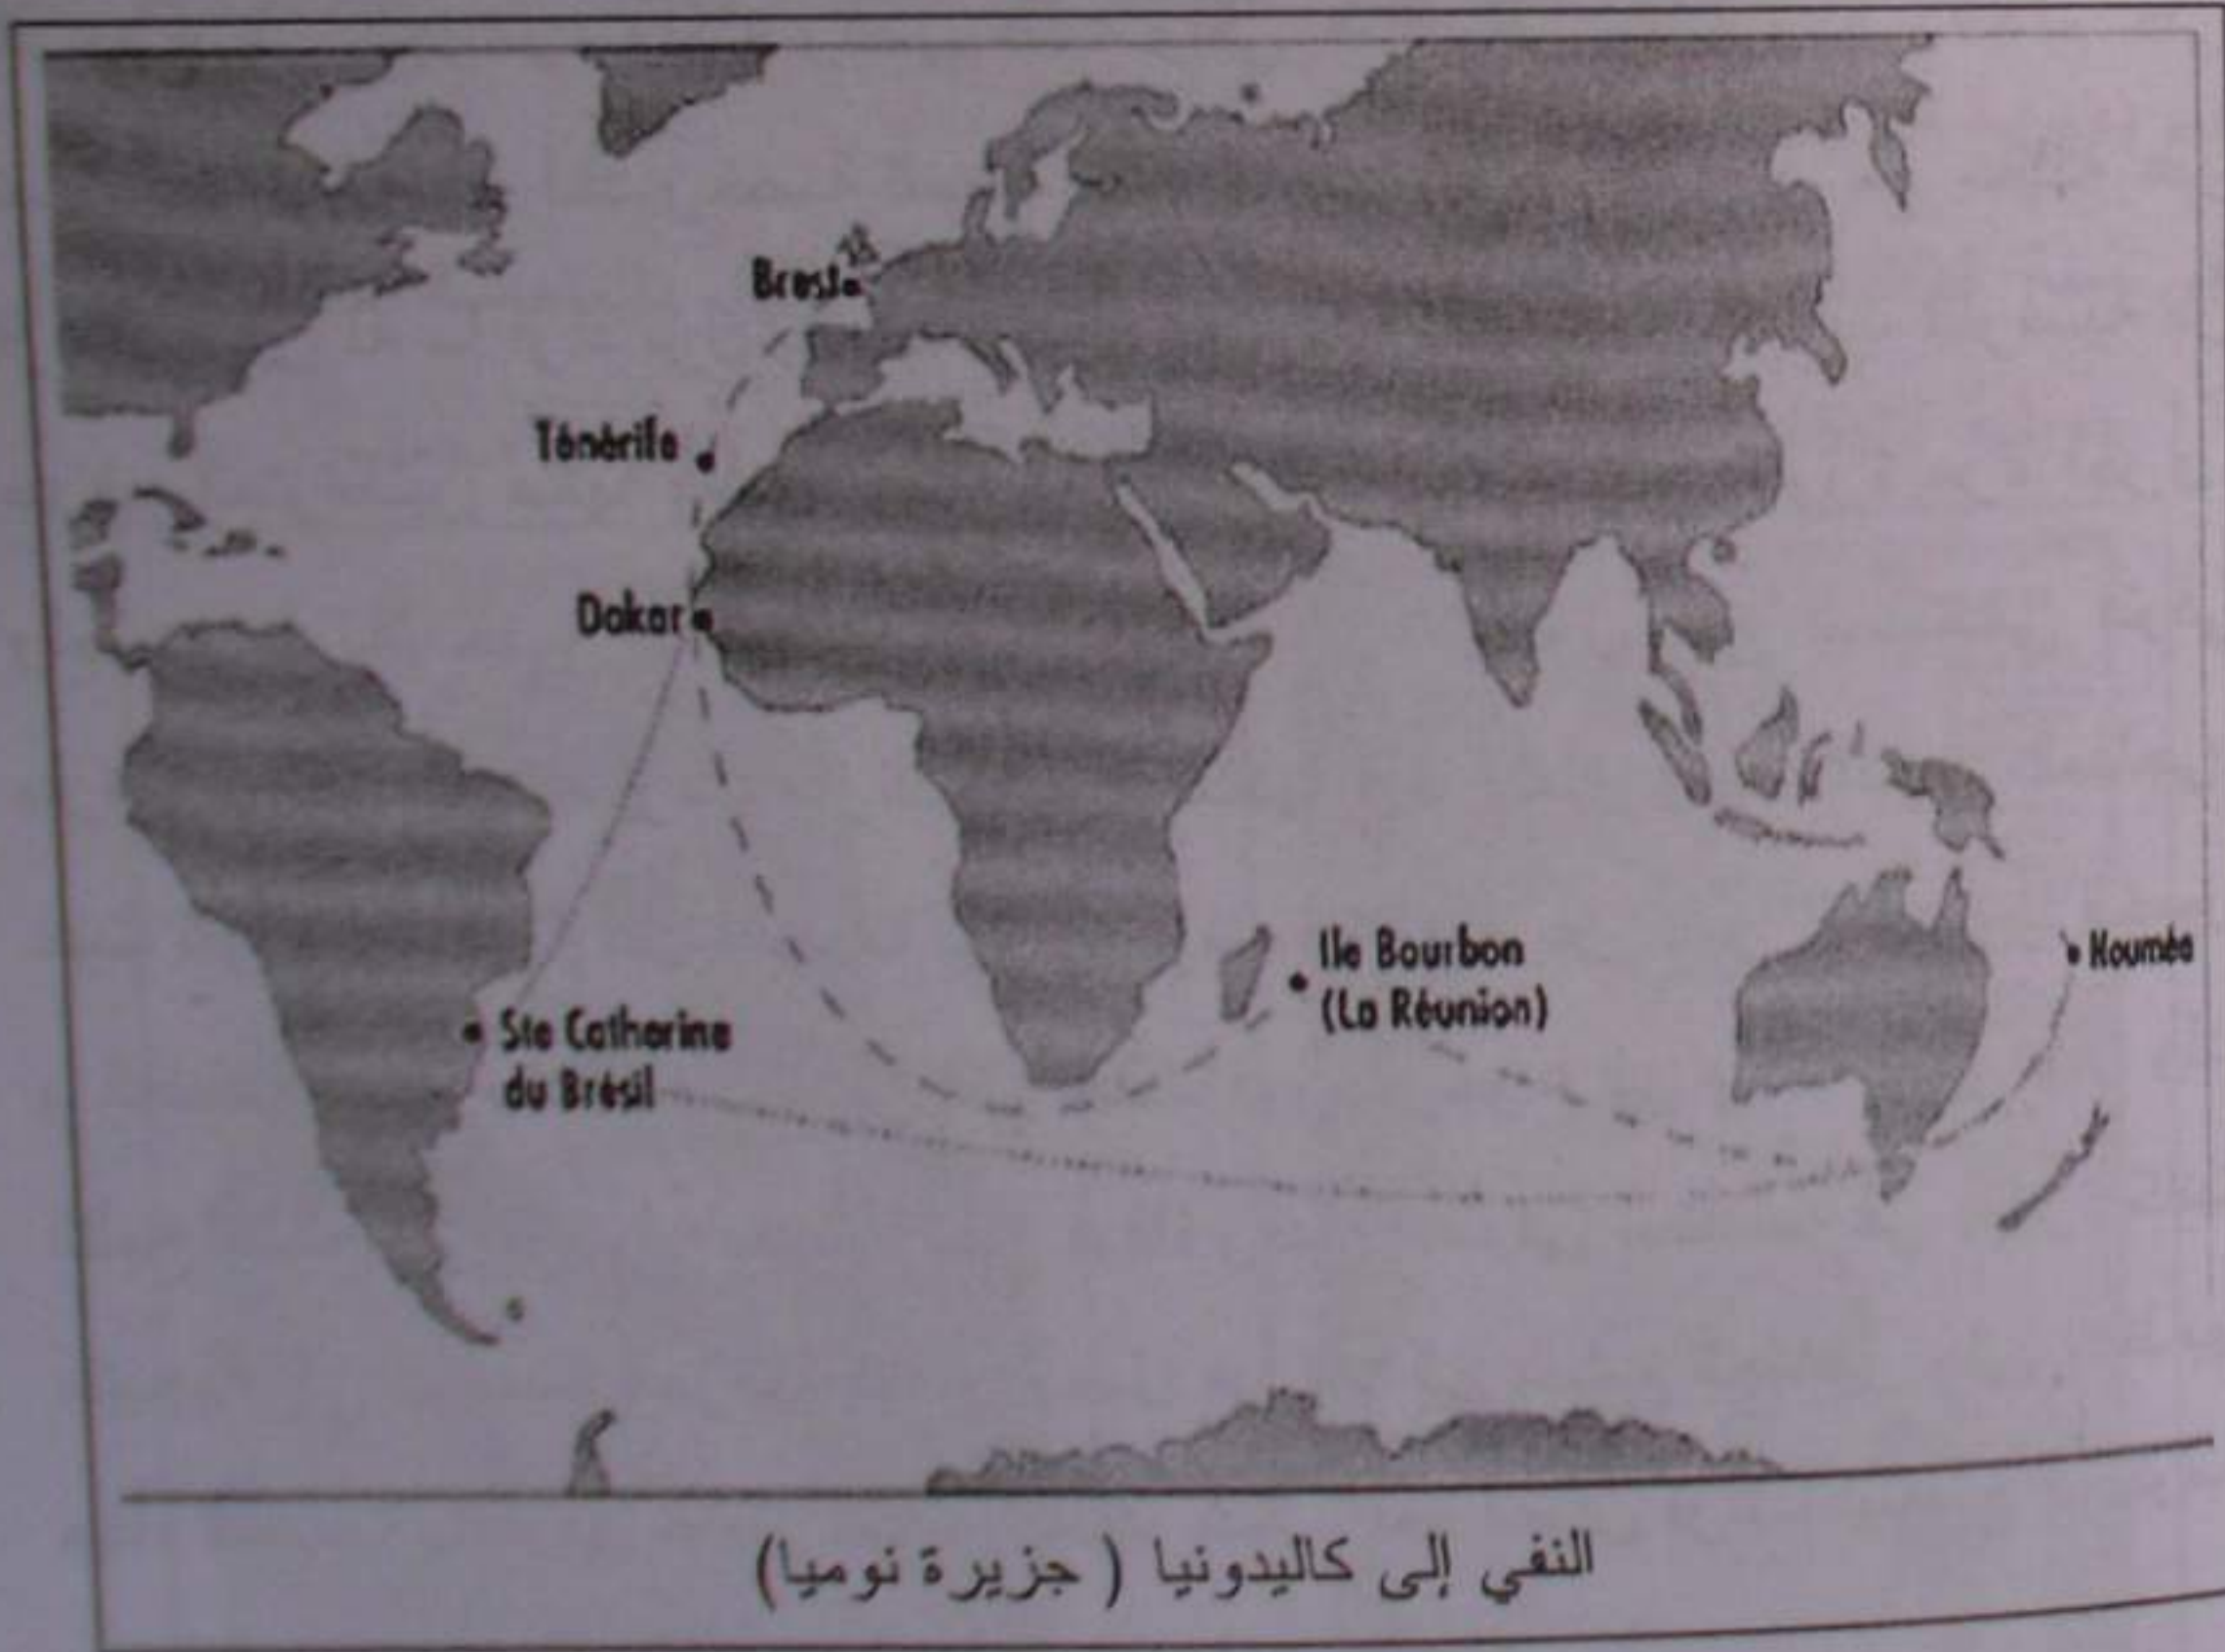 Brest
Ténérife
Dakar
Ile Bourbon
(La Réunion)
Nouméa
Ste Catherine
du Brésil
النفي إلى كاليدونيا ( جزيرة نوميا)